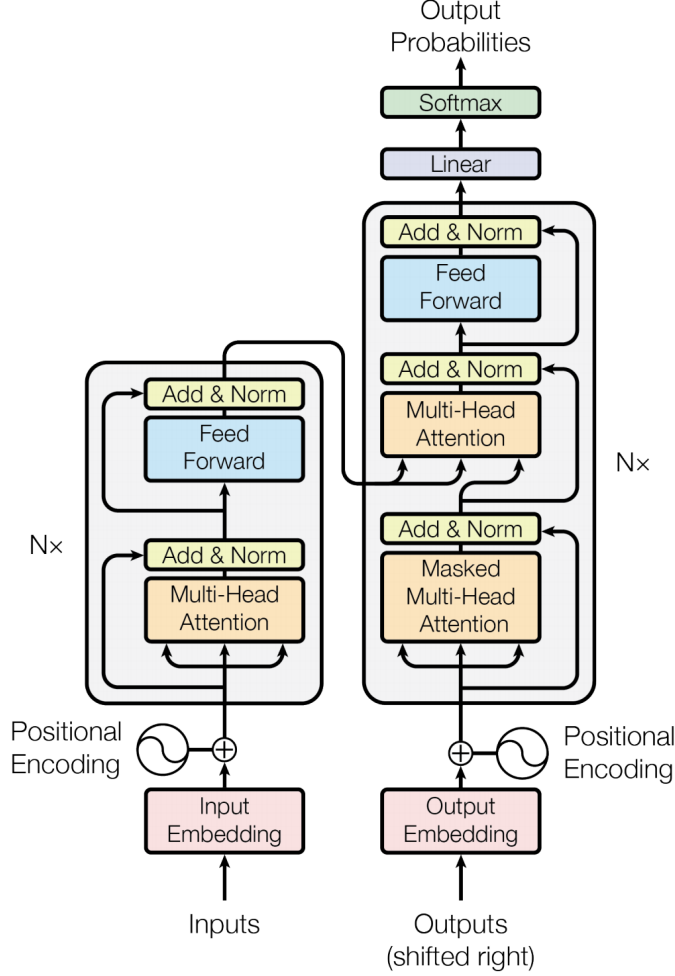 Output
Probabilities
Softmax
Linear
Add & Norm
Feed
Forward
Add & Norm
Multi-Head
Attention
Nx
Add & Norm
Masked
Multi-Head
Attention
Add & Norm
Feed
Forward
Nx
Add & Norm
Multi-Head
Attention
Positional
Encoding
Positional
Encoding
Input
Embedding
Output
Embedding
Inputs
Outputs
(shifted right)